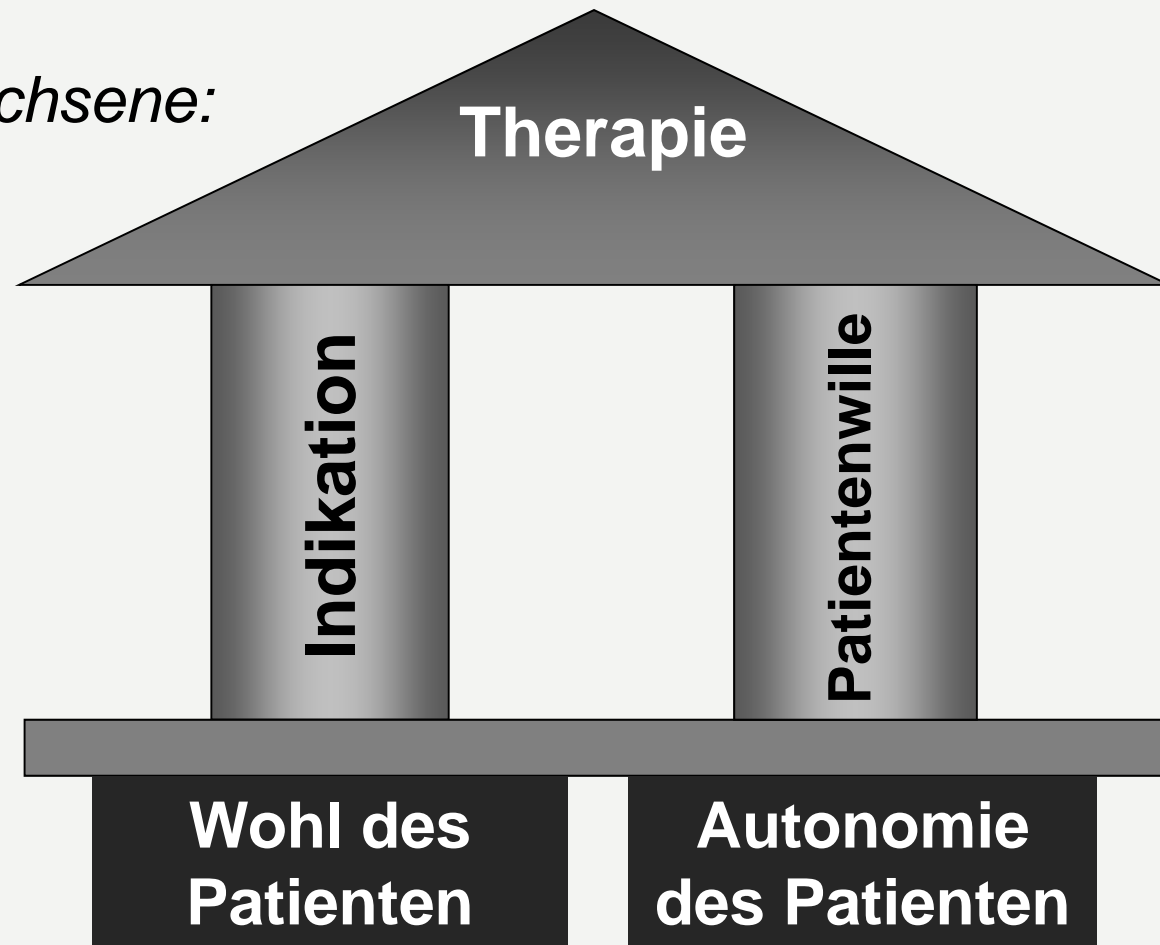 chsene:
Therapie
Indikation
Patientenwille
Wohl des
Patienten
Autonomie
des Patienten